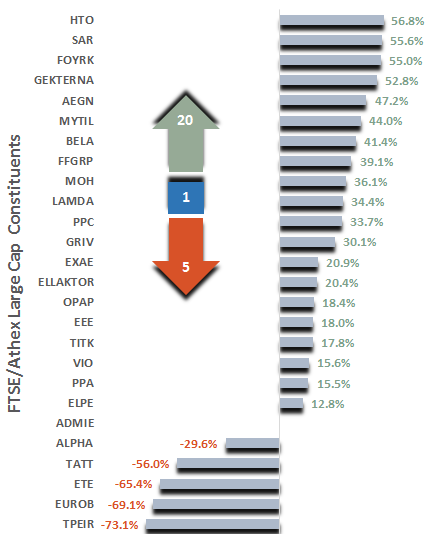 FTSE/Athex Large Cap Constituents
HTO 56.8%
SAR 55.6%
FOYRK 55.0%
GEKTERNA 52.8%
AEGN 47.2%
20
MYTIL 44.0%
BELA 41.4%
FFGRP 39.1%
MOH 36.1%
1
LAMDA 34.4%
PPC 33.7%
GRIV 30.1%
EXAE 20.9%
5
ELLAKTOR 20.4%
OPAP 18.4%
EEE 18.0%
TITK 17.8%
VIO 15.6%
PPA 15.5%
ELPE 12.8%
ADMIE
ALPHA -29.6%
TATT -56.0%
ETE -65.4%
EUROB -69.1%
TPEIR -73.1%